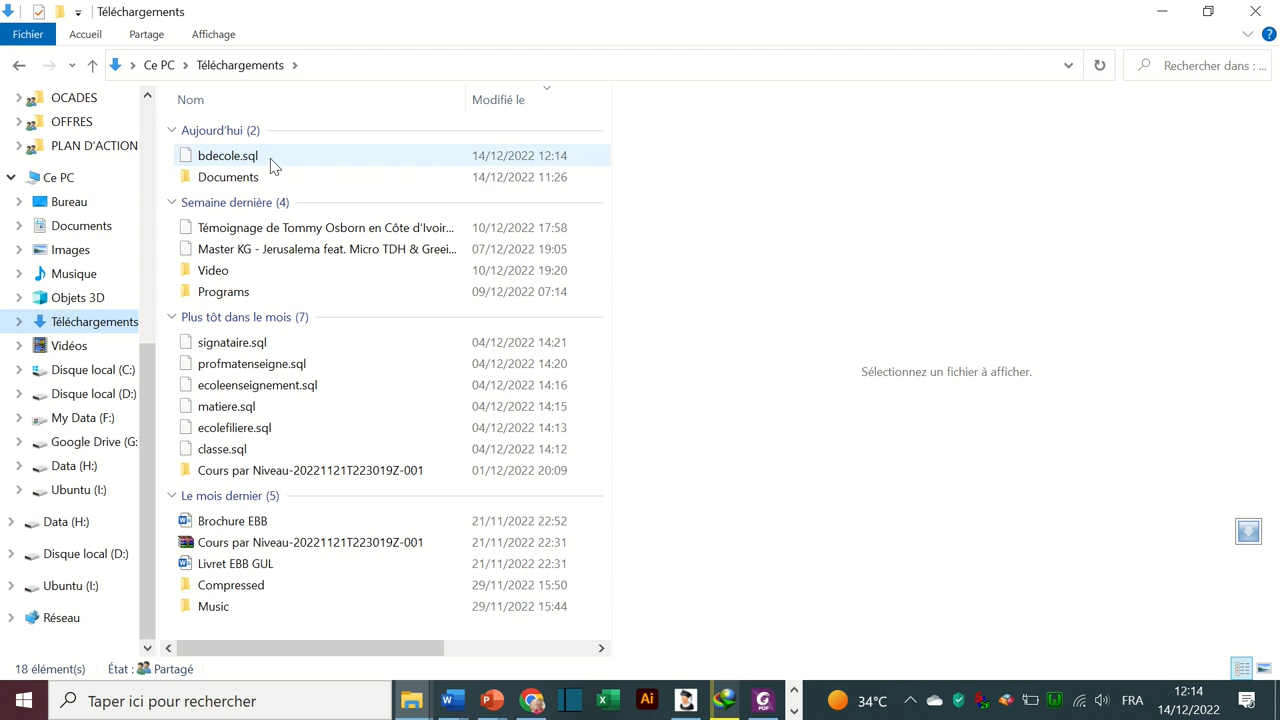 Téléchargements
Fichier
Accueil
Partage
Affichage
Ce PC
Téléchargements
Rechercher dans : ...
OCADES
OFFRES
PLAN D'ACTION
Ce PC
Bureau
Documents
Images
Musique
Objets 3D
Téléchargements
Vidéos
Disque local (C:)
Disque local (D:)
My Data (F:)
Google Drive (G:
Data (H:)
Ubuntu (I:)
Data (H:)
Disque local (D:)
Ubuntu (I:)
Réseau
Nom
Modifié le
Aujourd'hui (2)
bdecole.sql 14/12/2022 12:14
Documents 14/12/2022 11:26
Semaine dernière (4)
Témoignage de Tommy Osborn en Côte d'Ivoir... 10/12/2022 17:58
Master KG - Jerusalema feat. Micro TDH & Greei... 07/12/2022 19:05
Video 10/12/2022 19:20
Programs 09/12/2022 07:14
Plus tôt dans le mois (7)
signataire.sql 04/12/2022 14:21
profmatenseigne.sql 04/12/2022 14:20
ecoleenseignement.sql 04/12/2022 14:16
matiere.sql 04/12/2022 14:15
ecolefiliere.sql 04/12/2022 14:13
classe.sql 04/12/2022 14:12
Cours par Niveau-20221121T223019Z-001 01/12/2022 20:09
Le mois dernier (5)
Brochure EBB 21/11/2022 22:52
Cours par Niveau-20221121T223019Z-001 21/11/2022 22:31
Livret EBB GUL 21/11/2022 22:31
Compressed 29/11/2022 15:50
Music 29/11/2022 15:44
Sélectionnez un fichier à afficher.
18 élément(s)
État : Partagé
Taper ici pour rechercher
34°C
FRA
12:14
14/12/2022